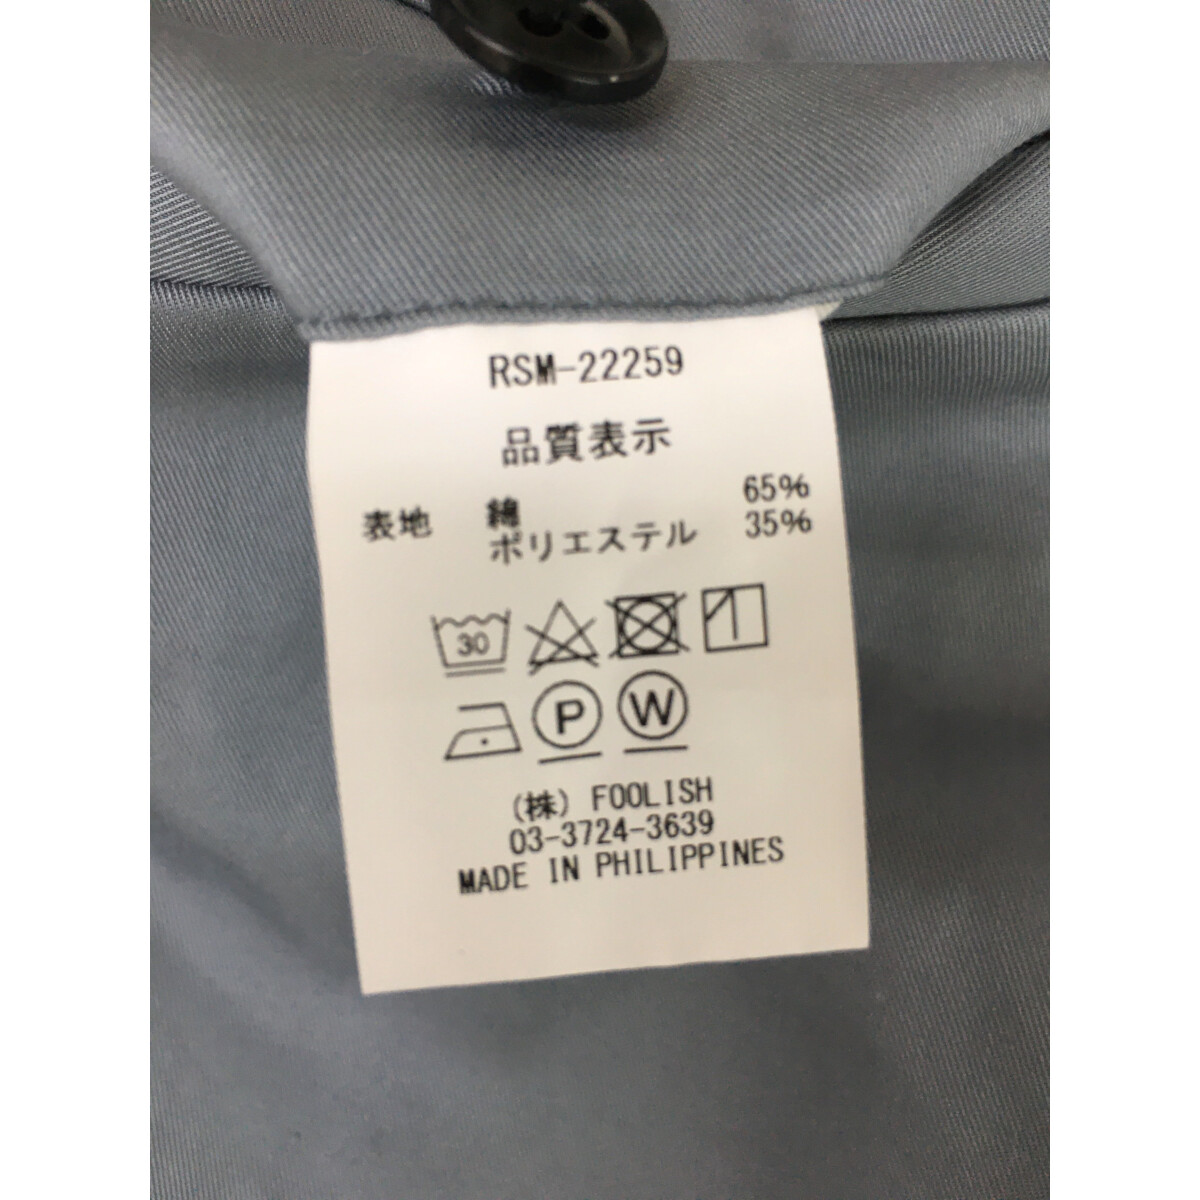 RSM-22259
品質表示
表地 綿 65%
ポリエステル 35%
30
P W
(株) FOOLISH
03-3724-3639
MADE IN PHILIPPINES